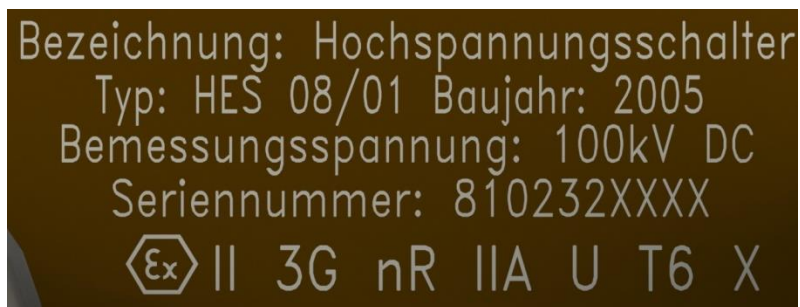 Bezeichnung: Hochspannungsschalter
Typ: HES 08/01 Baujahr: 2005
Bemessungsspannung: 100kV DC
Seriennummer: 810232XXXX
Ex II 3G nR IIA U T6 X